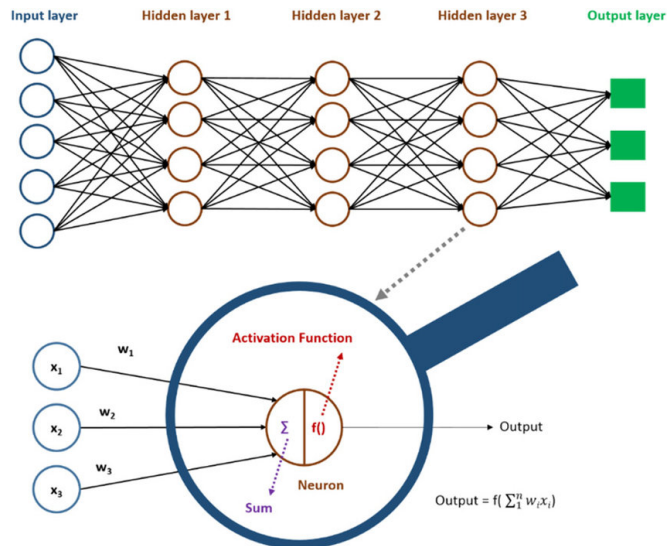 Input layer
Hidden layer 1
Hidden layer 2
Hidden layer 3
Output layer
Activation Function
w₁
x₁
w₂
x₂
Σ
f()
Output
w₃
x₃
Neuron
Sum
Output = f( ∑₁ⁿ wᵢxᵢ)